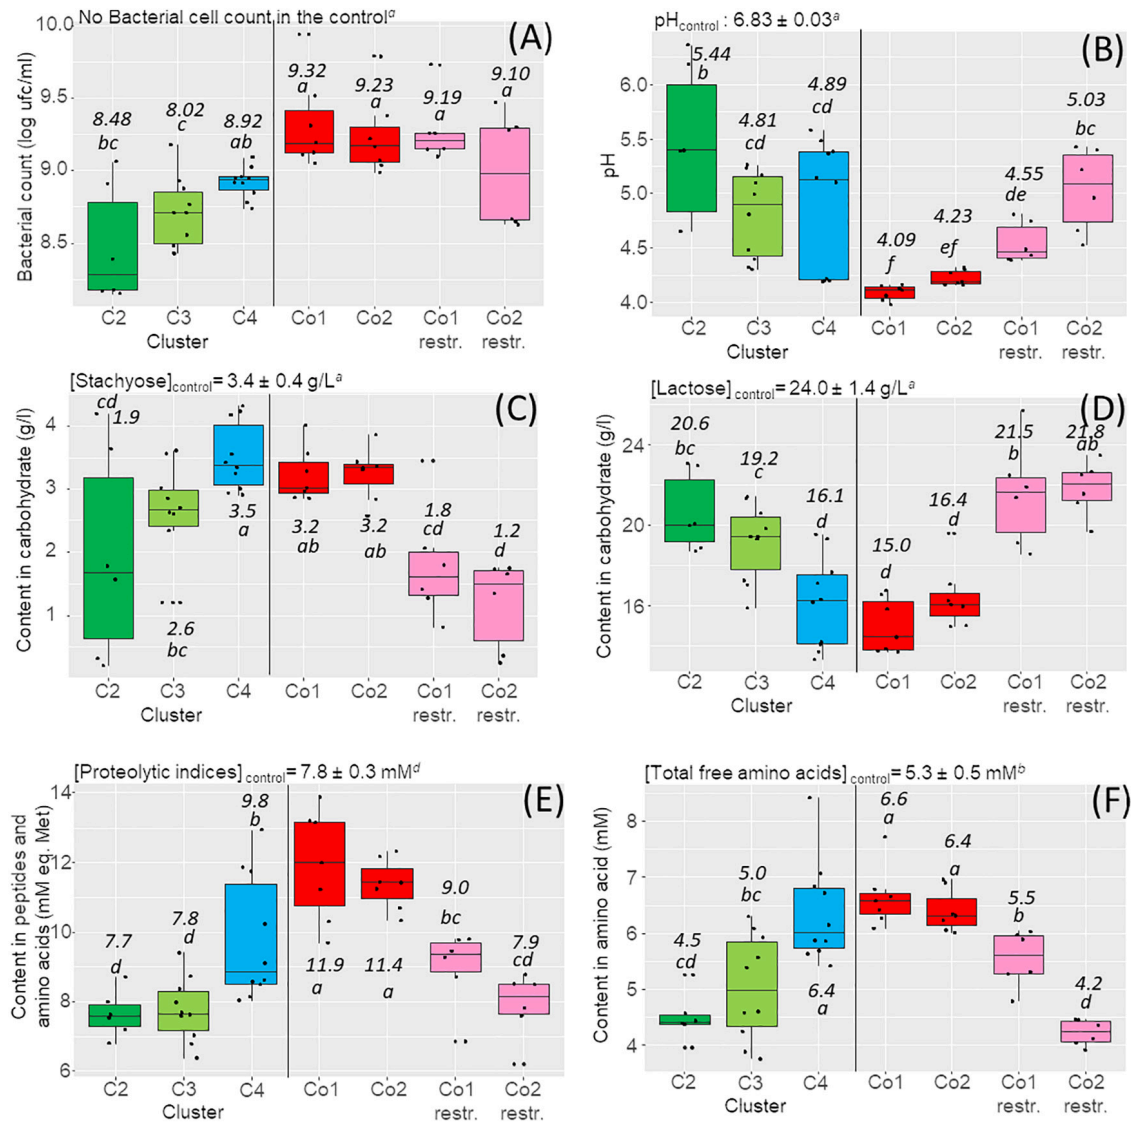 No Bacterial cell count in the control^a
(A)
Bacterial count (log ufc/ml)
10.0
9.5
9.0
8.5
8.48
bc
8.02
c
8.92
ab
9.32
a
9.23
a
9.19
a
9.10
a
C2 C3 C4 Co1 Co2 Co1 Co2
restr. restr.
Cluster
pHcontrol : 6.83 ± 0.03^a
(B)
pH
6.0
5.5
5.0
4.5
4.0
5.44
b
4.81
cd
4.89
cd
4.09
f
4.23
ef
4.55
de
5.03
bc
C2 C3 C4 Co1 Co2 Co1 Co2
restr. restr.
Cluster
[Stachyose]control = 3.4 ± 0.4 g/L^a
(C)
Content in carbohydrate (g/l)
4
3
2
1
cd
1.9
2.6
bc
3.5
a
3.2
ab
3.2
ab
1.8
cd
1.2
d
C2 C3 C4 Co1 Co2 Co1 Co2
restr. restr.
Cluster
[Lactose] control = 24.0 ± 1.4 g/L^a
(D)
Content in carbohydrate (g/l)
24
20
16
20.6
bc
19.2
c
16.1
d
15.0
d
16.4
d
21.5
b
21.8
ab
C2 C3 C4 Co1 Co2 Co1 Co2
restr. restr.
Cluster
[Proteolytic indices] control = 7.8 ± 0.3 mM^d
(E)
Content in peptides and
amino acids (mM eq. Met)
14
12
10
8
6
7.7
d
7.8
d
9.8
b
11.9
a
11.4
a
9.0
bc
7.9
cd
C2 C3 C4 Co1 Co2 Co1 Co2
restr. restr.
Cluster
[Total free amino acids] control = 5.3 ± 0.5 mM^b
(F)
Content in amino acid (mM)
8
7
6
5
4
4.5
cd
5.0
bc
6.4
a
6.6
a
6.4
a
5.5
b
4.2
d
C2 C3 C4 Co1 Co2 Co1 Co2
restr. restr.
Cluster